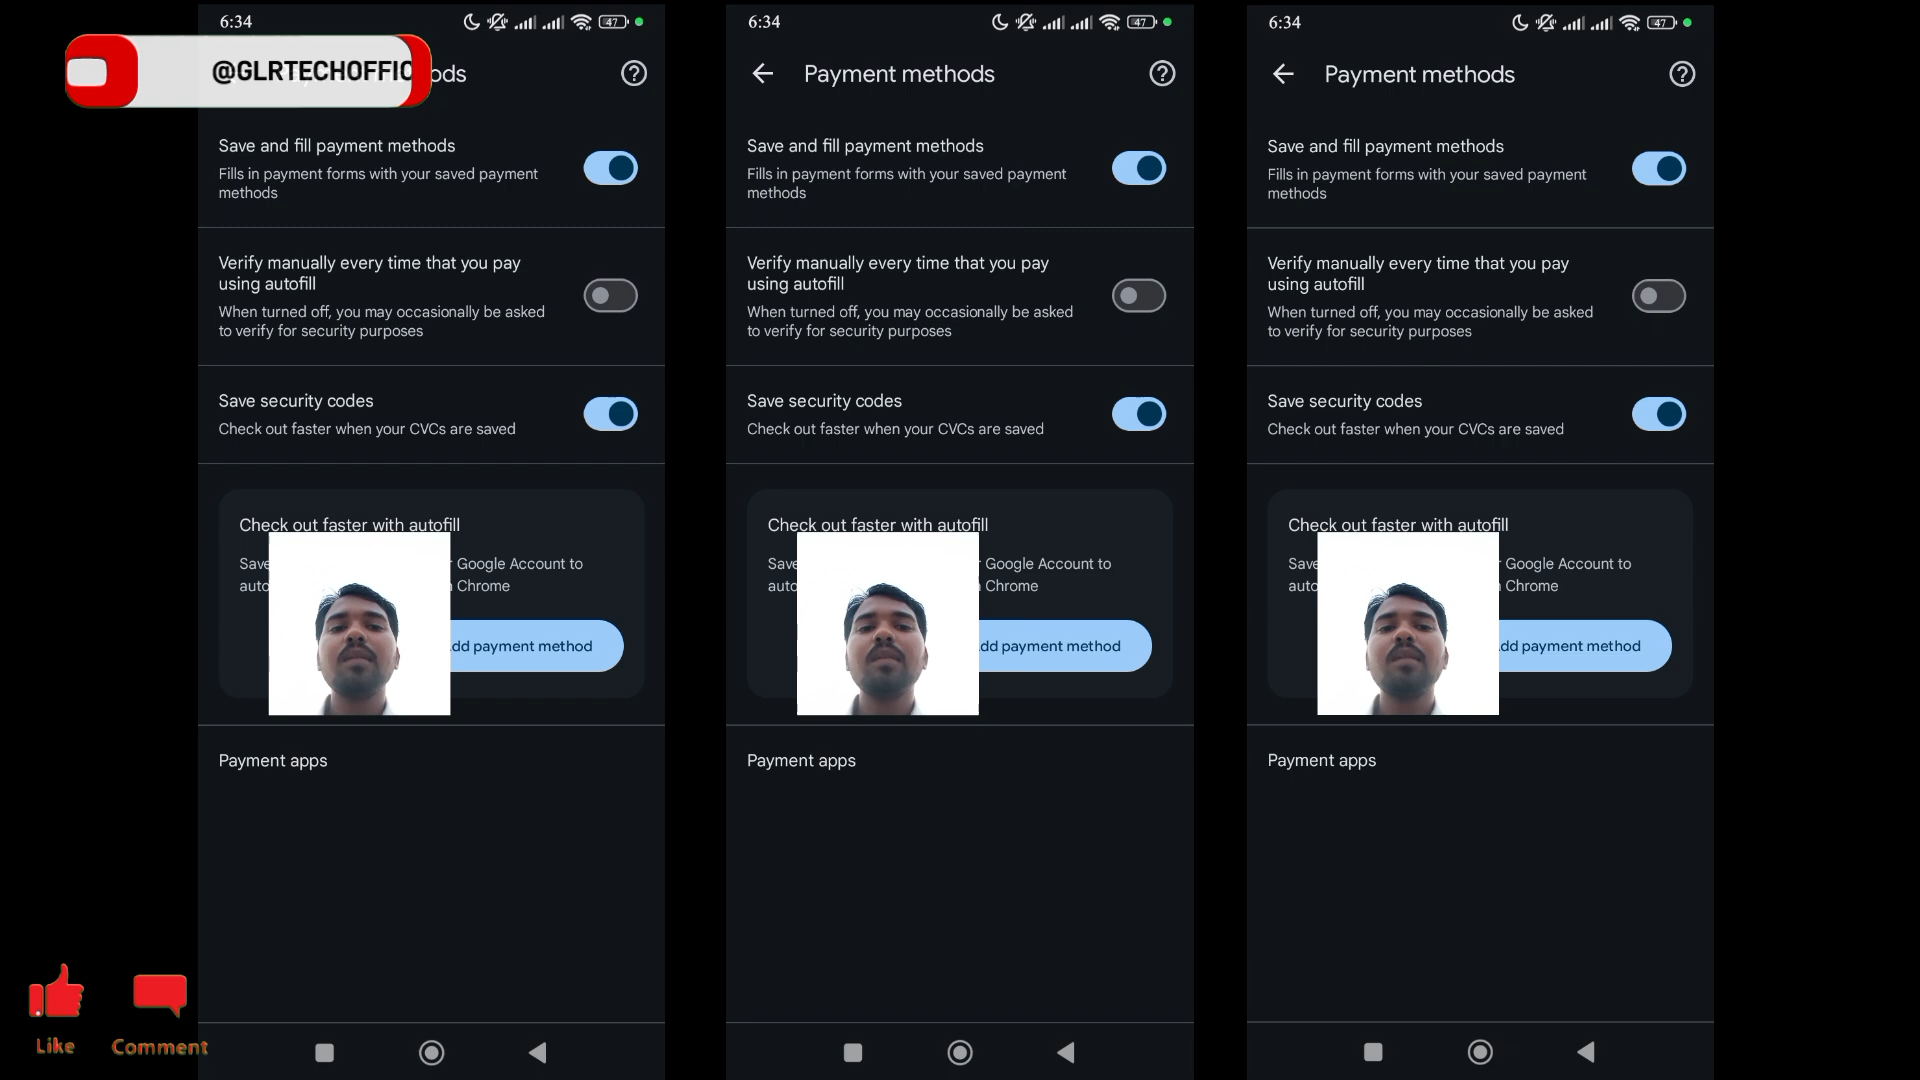 6:34
47
@GLRTECHOFFIC
ods
Save and fill payment methods
Fills in payment forms with your saved payment
methods
Verify manually every time that you pay
using autofill
When turned off, you may occasionally be asked
to verify for security purposes
Save security codes
Check out faster when your CVCs are saved
Check out faster with autofill
Save
Google Account to
auto
Chrome
dd payment method
Payment apps
6:34
47
Payment methods
Save and fill payment methods
Fills in payment forms with your saved payment
methods
Verify manually every time that you pay
using autofill
When turned off, you may occasionally be asked
to verify for security purposes
Save security codes
Check out faster when your CVCs are saved
Check out faster with autofill
Save
Google Account to
auto
Chrome
dd payment method
Payment apps
6:34
47
Payment methods
Save and fill payment methods
Fills in payment forms with your saved payment
methods
Verify manually every time that you pay
using autofill
When turned off, you may occasionally be asked
to verify for security purposes
Save security codes
Check out faster when your CVCs are saved
Check out faster with autofill
Save
Google Account to
auto
Chrome
dd payment method
Payment apps
Like
Comment